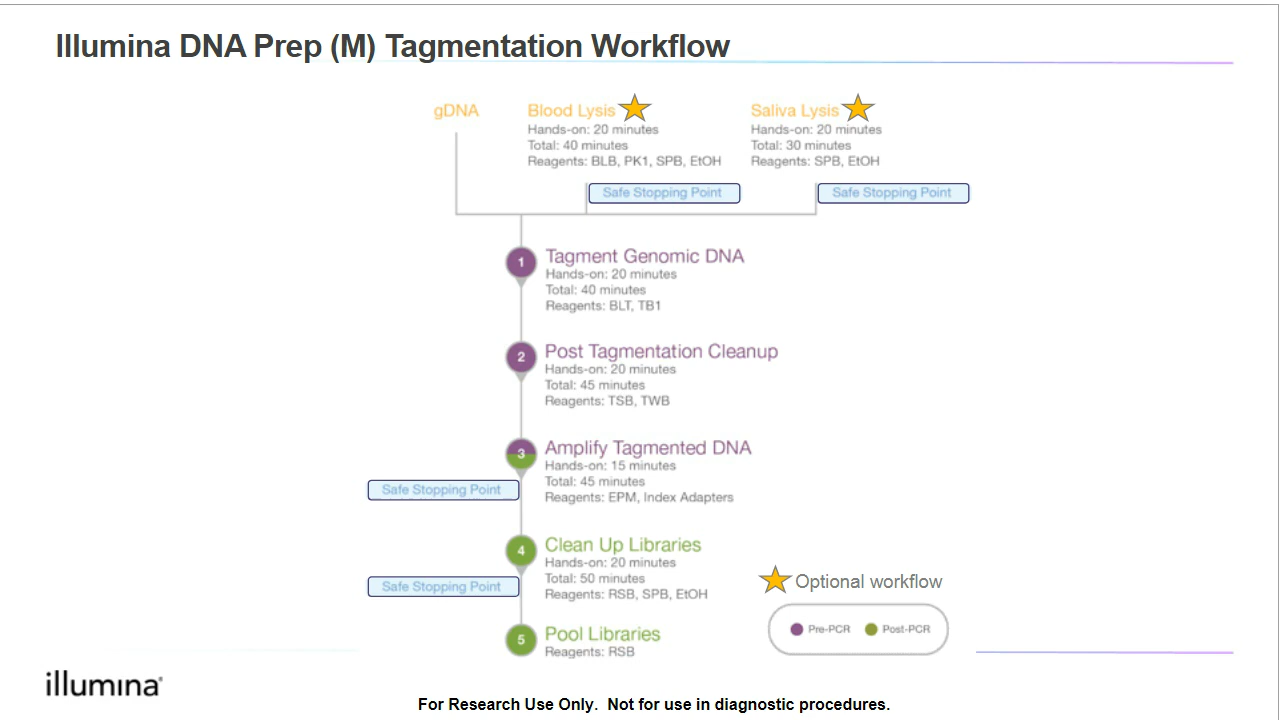 Illumina DNA Prep (M) Tagmentation Workflow
gDNA
Blood Lysis
Hands-on: 20 minutes
Total: 40 minutes
Reagents: BLB, PK1, SPB, EtOH
Safe Stopping Point
Saliva Lysis
Hands-on: 20 minutes
Total: 30 minutes
Reagents: SPB, EtOH
Safe Stopping Point
1
Tagment Genomic DNA
Hands-on: 20 minutes
Total: 40 minutes
Reagents: BLT, TB1
2
Post Tagmentation Cleanup
Hands-on: 20 minutes
Total: 45 minutes
Reagents: TSB, TWB
3
Amplify Tagmented DNA
Hands-on: 15 minutes
Total: 45 minutes
Reagents: EPM, Index Adapters
Safe Stopping Point
4
Clean Up Libraries
Hands-on: 20 minutes
Total: 50 minutes
Reagents: RSB, SPB, EtOH
Safe Stopping Point
5
Pool Libraries
Reagents: RSB
Optional workflow
Pre-PCR
Post-PCR
illumina®
For Research Use Only. Not for use in diagnostic procedures.